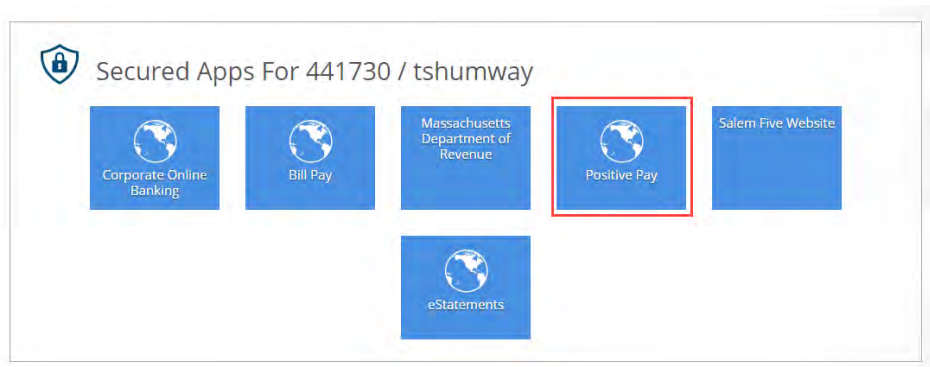 Secured Apps For 441730 / tshumway
Corporate Online
Banking
Bill Pay
Massachusetts
Department of
Revenue
Positive Pay
Salem Five Website
eStatements